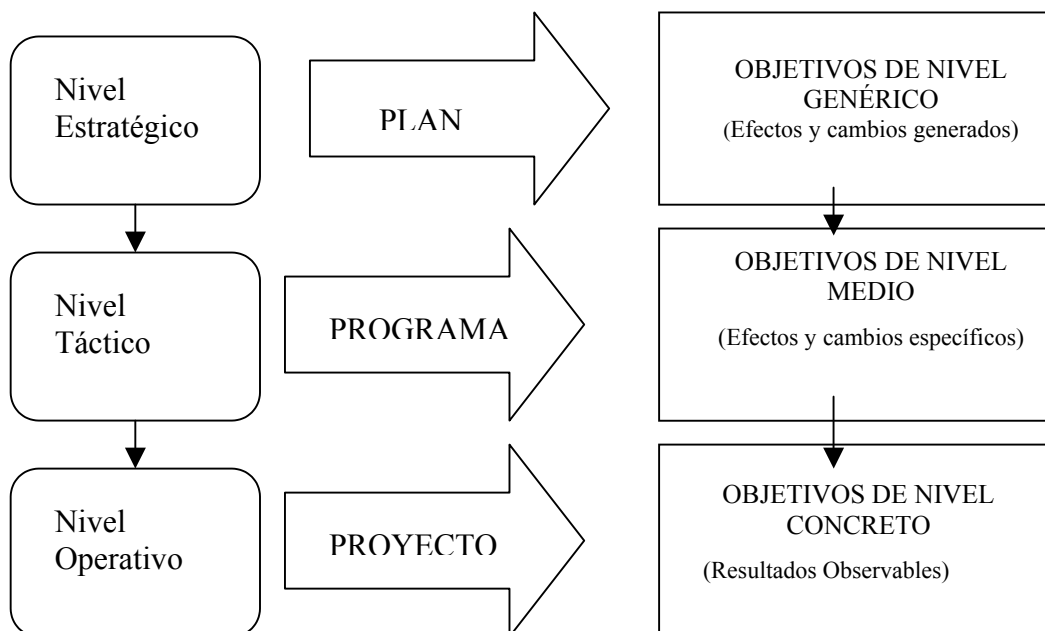 Nivel
Estratégico
PLAN
OBJETIVOS DE NIVEL
GENÉRICO
(Efectos y cambios generados)
Nivel
Táctico
PROGRAMA
OBJETIVOS DE NIVEL
MEDIO
(Efectos y cambios específicos)
Nivel
Operativo
PROYECTO
OBJETIVOS DE NIVEL
CONCRETO
(Resultados Observables)